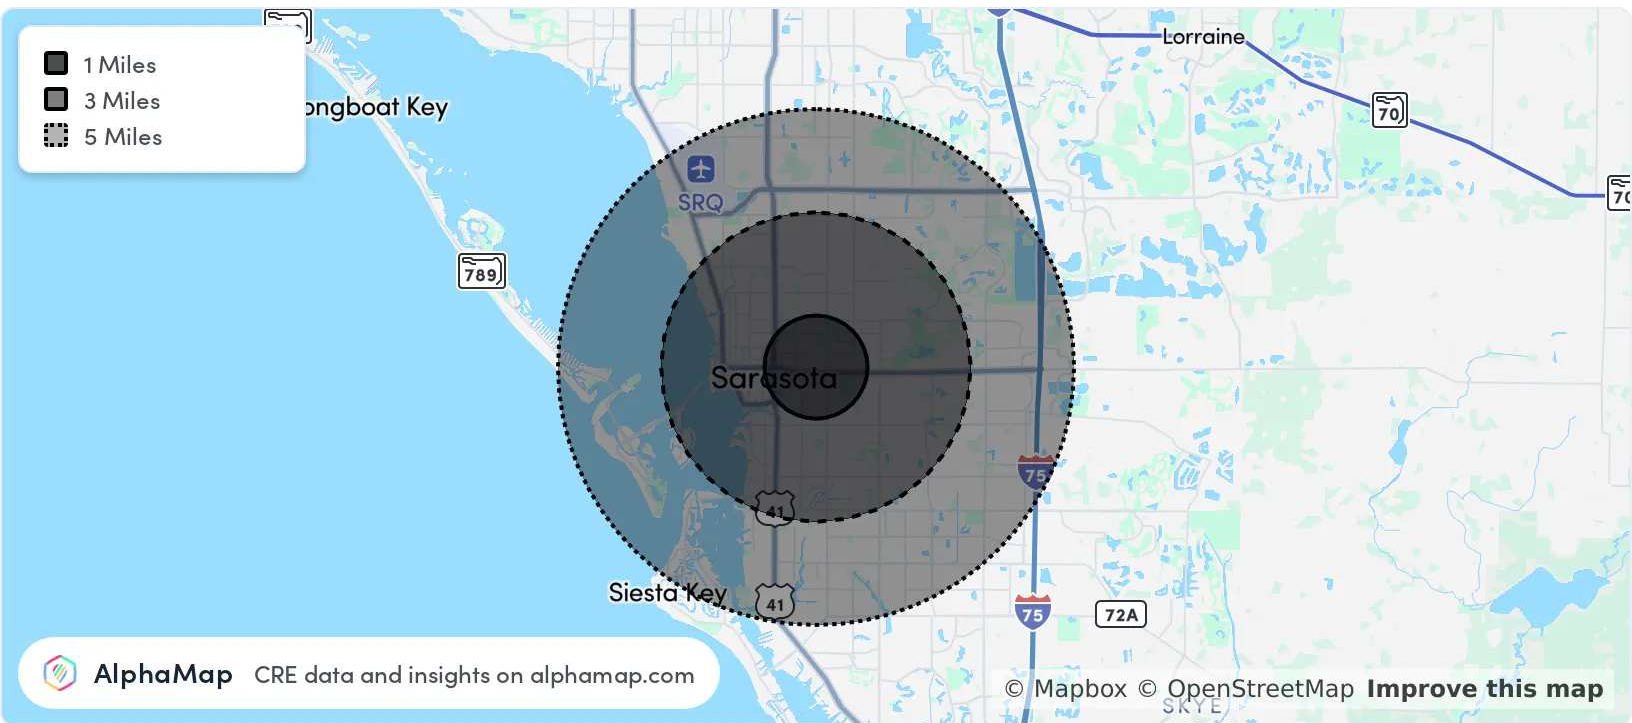 1 Miles
3 Miles
5 Miles
ongboat Key
Lorraine
70
70
SRQ
789
Sarasota
75
41
Siesta Key
41
75
72A
AlphaMap CRE data and insights on alphamap.com
© Mapbox © OpenStreetMap Improve this map
SKYE